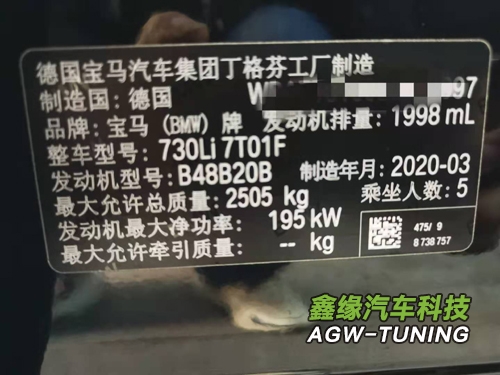 德国宝马汽车集团丁格芬工厂制造
制造国：德国
品牌：宝马 (BMW) 牌 发动机排量：1998 mL
整车型号：730Li 7T01F
发动机型号：B48B20B 制造年月：2020-03
最大允许总质量：2505 kg 乘坐人数：5
发动机最大净功率： 195 kW
最大允许牵引质量： -- kg
475/ 9
8 738 757
鑫缘汽车科技
AGW-TUNING